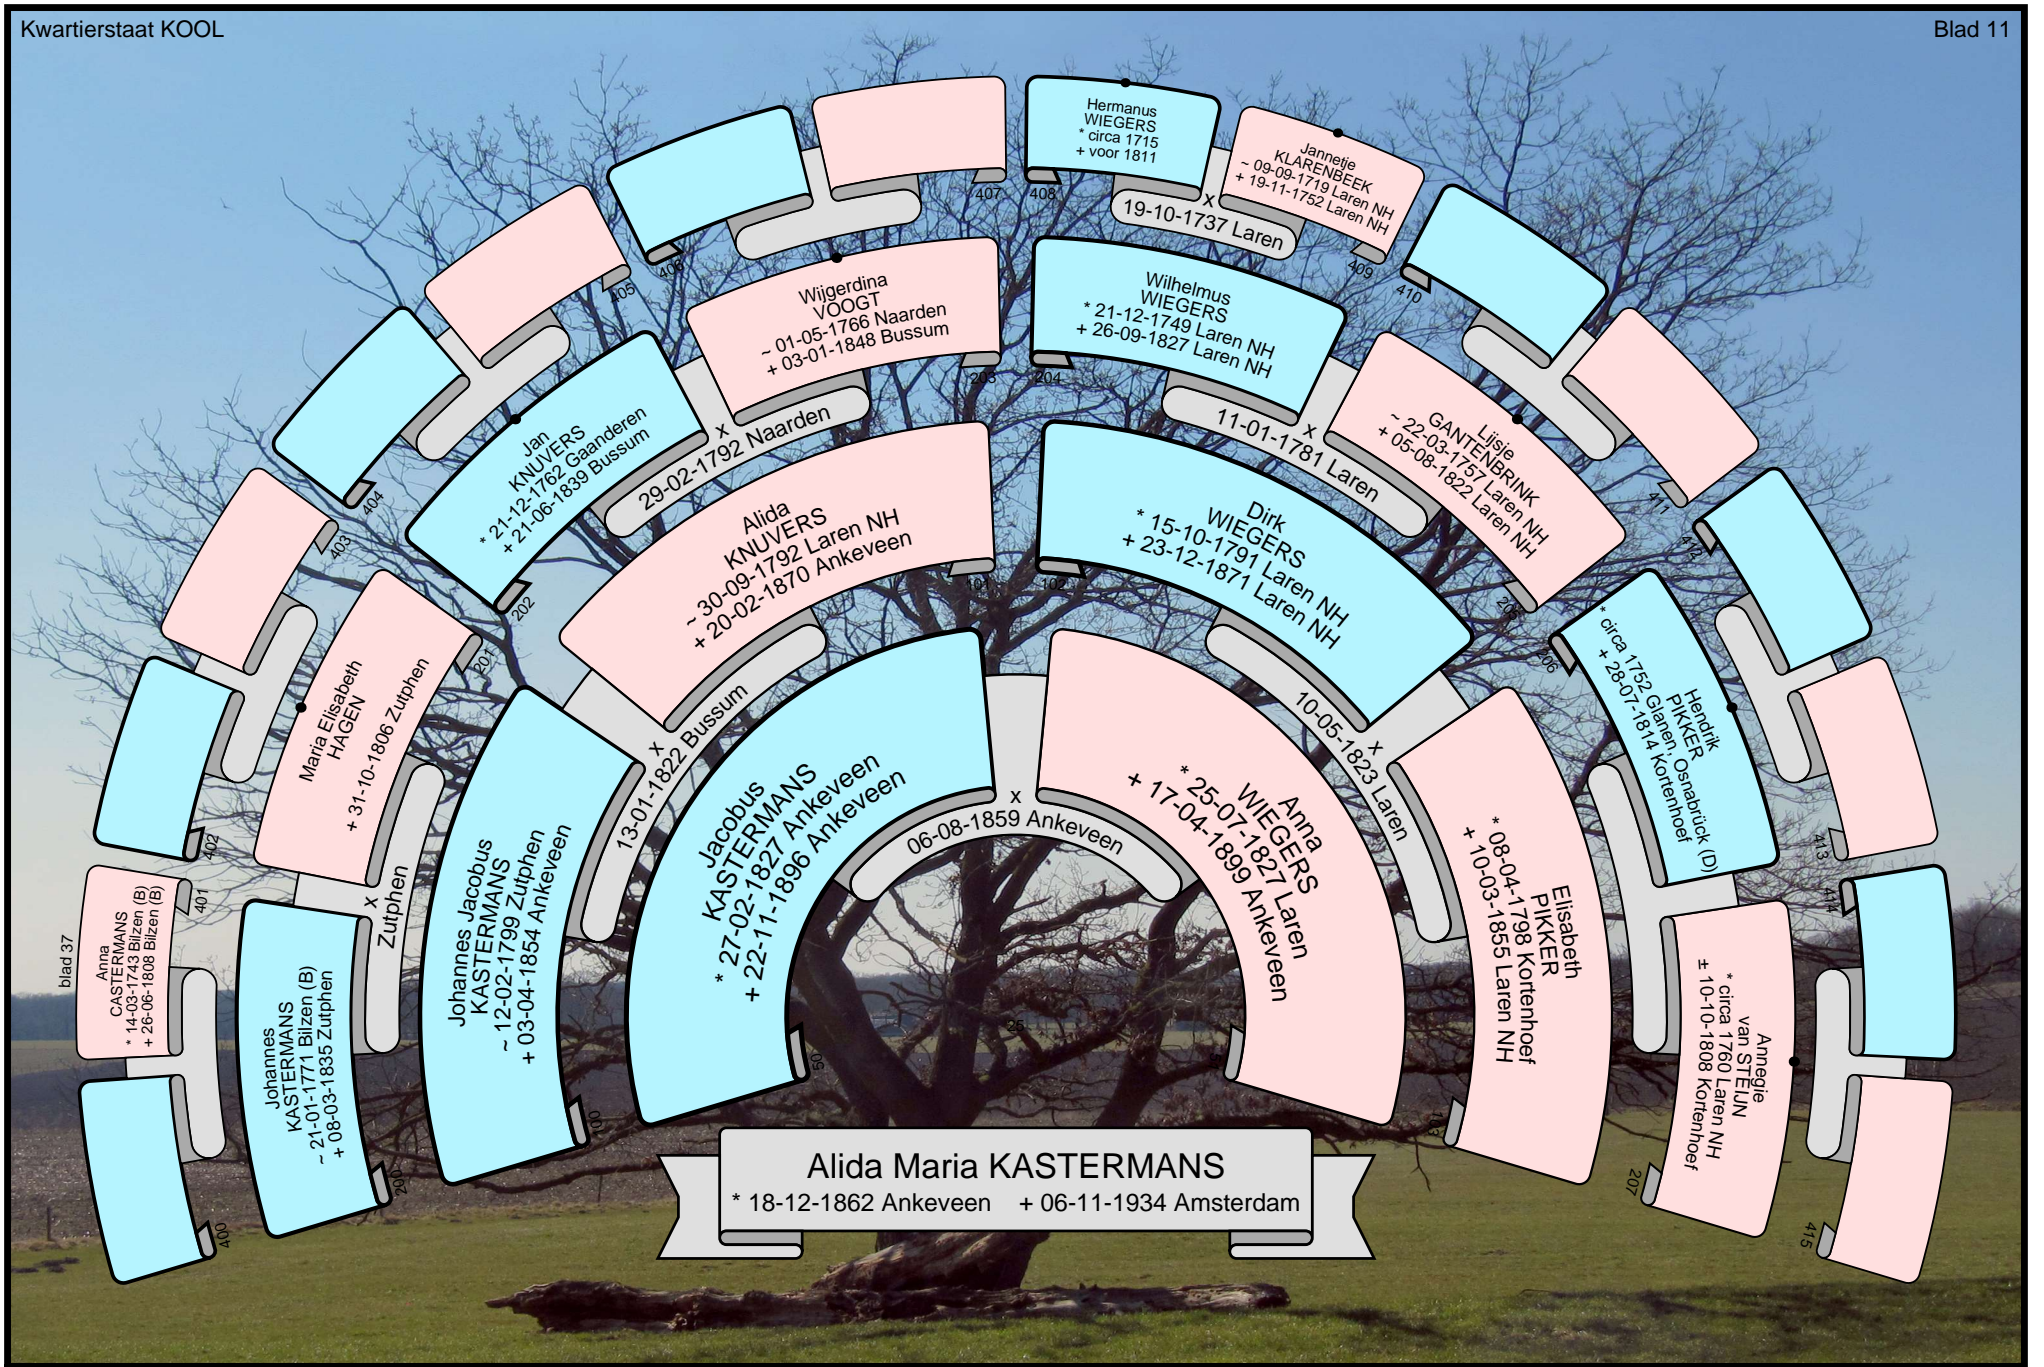 Kwartierstaat KOOL
Blad 11
Hermanus
WIEGERS
* circa 1715
+ voor 1811
408
Jannetje
KLARENBEEK
~ 09-09-1719 Laren NH
+ 19-11-1752 Laren NH
409
x
19-10-1737 Laren
400
blad 37
Anna
CASTERMANS
* 14-03-1743 Bilzen (B)
+ 26-06-1808 Bilzen (B)
401
402
403
404
405
406
407
410
411
412
413
414
415
Johannes
KASTERMANS
~ 21-01-1771 Bilzen (B)
+ 08-03-1835 Zutphen
200
x
Zutphen
Maria Elisabeth
HAGEN
+ 31-10-1806 Zutphen
201
Jan
KNUVERS
* 21-12-1762 Gaanderen
+ 21-06-1839 Bussum
202
x
29-02-1792 Naarden
Wijgerdina
VOOGT
~ 01-05-1766 Naarden
+ 03-01-1848 Bussum
203
Wilhelmus
WIEGERS
* 21-12-1749 Laren NH
+ 26-09-1827 Laren NH
204
x
11-01-1781 Laren
Lijsje
GANTENBRINK
~ 22-03-1757 Laren NH
+ 05-08-1822 Laren NH
205
Hendrik
PIKKER
* circa 1752 Glanen, Osnabrück (D)
+ 28-07-1814 Kortenhoef
206
Annegie
van STEIJN
* circa 1760 Laren NH
± 10-10-1808 Kortenhoef
207
Johannes Jacobus
KASTERMANS
~ 12-02-1799 Zutphen
+ 03-04-1854 Ankeveen
100
x
13-01-1822 Bussum
Alida
KNUVERS
~ 30-09-1792 Laren NH
+ 20-02-1870 Ankeveen
101
Dirk
WIEGERS
* 15-10-1791 Laren NH
+ 23-12-1871 Laren NH
102
x
10-05-1823 Laren
Elisabeth
PIKKER
* 08-04-1798 Kortenhoef
+ 10-03-1855 Laren NH
103
Jacobus
KASTERMANS
* 27-02-1827 Ankeveen
+ 22-11-1896 Ankeveen
50
x
06-08-1859 Ankeveen
Anna
WIEGERS
* 25-07-1827 Laren
+ 17-04-1899 Ankeveen
51
25
Alida Maria KASTERMANS
* 18-12-1862 Ankeveen + 06-11-1934 Amsterdam